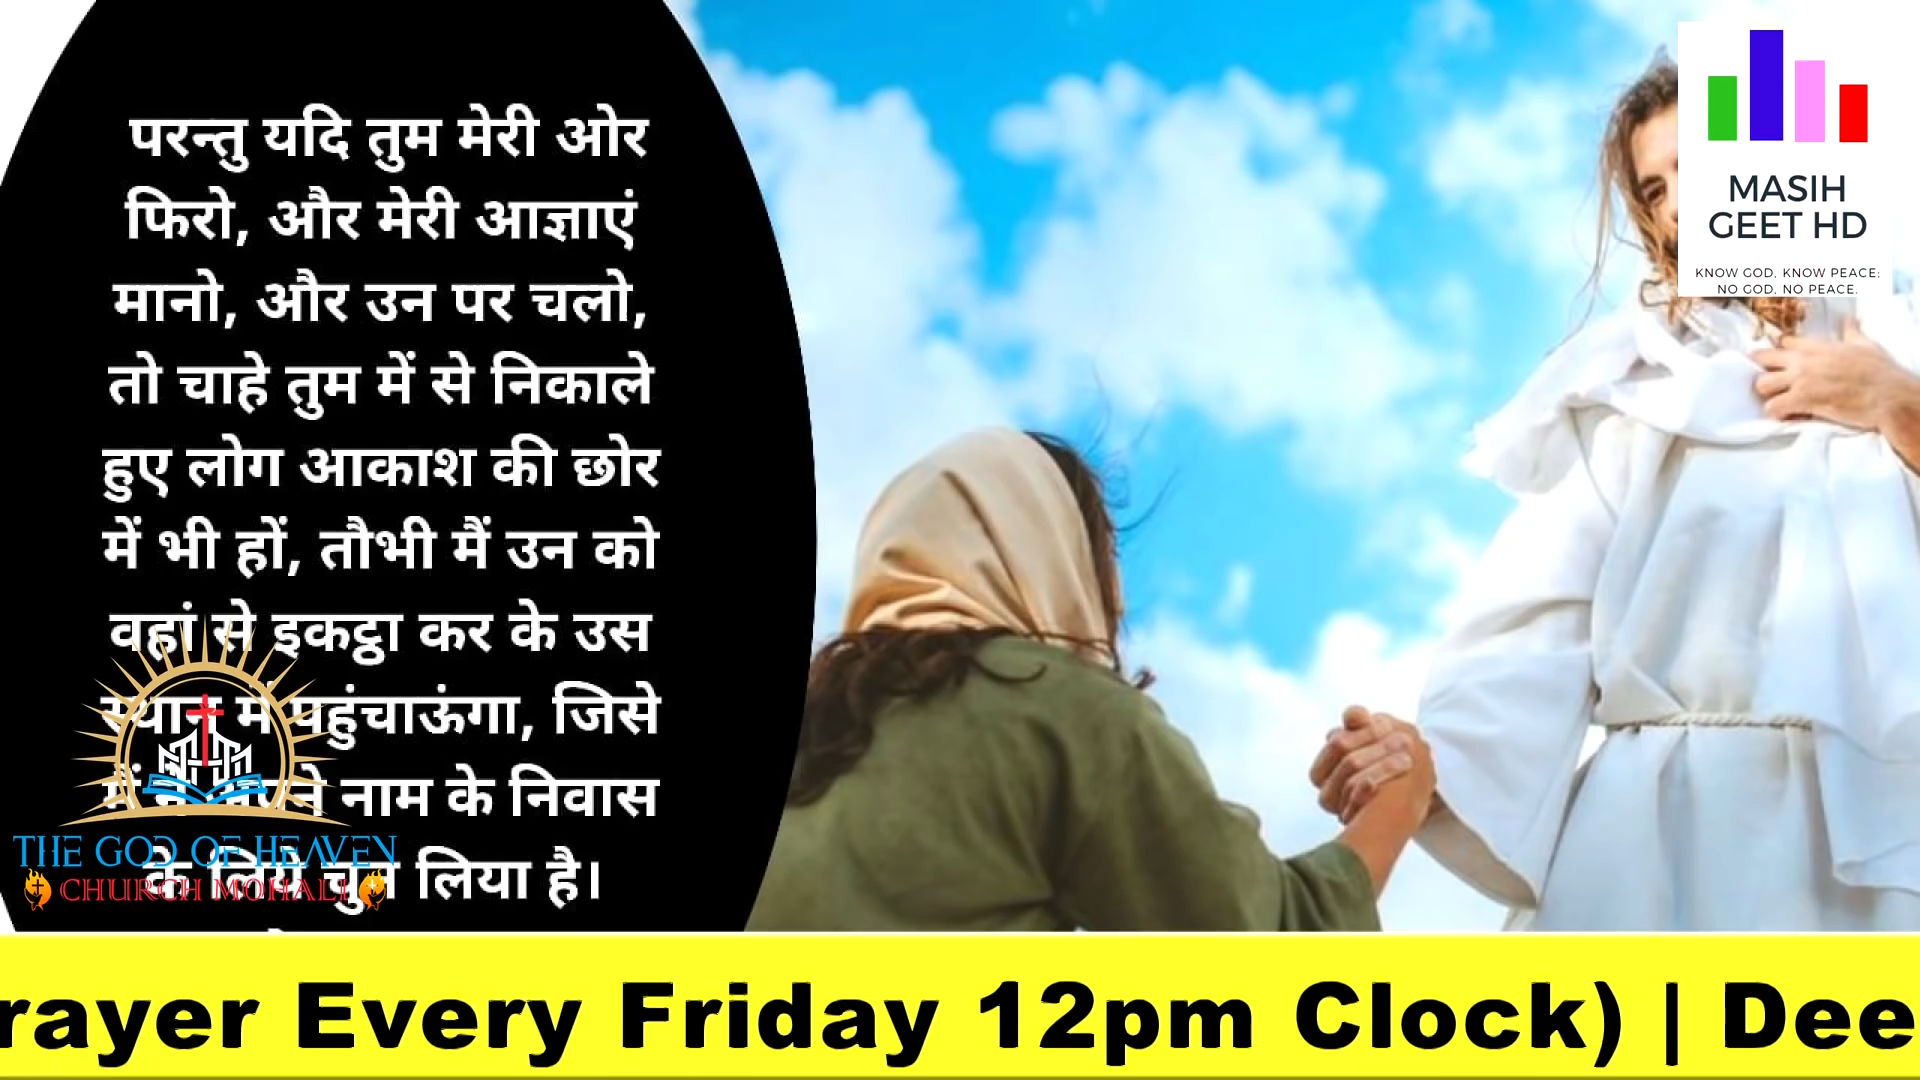 परन्तु यदि तुम मेरी ओर
फिरो, और मेरी आज्ञाएं
मानो, और उन पर चलो,
तो चाहे तुम में से निकाले
हुए लोग आकाश की छोर
में भी हों, तौभी मैं उन को
वहां से इकट्ठा कर के उस
स्थान में पहुंचाऊंगा, जिसे
मैं ने अपने नाम के निवास
के लिये चुन लिया है।
MASIH
GEET HD
KNOW GOD, KNOW PEACE;
NO GOD, NO PEACE.
THE GOD OF HEAVEN
CHURCH MOHALI
rayer Every Friday 12pm Clock) | Dee